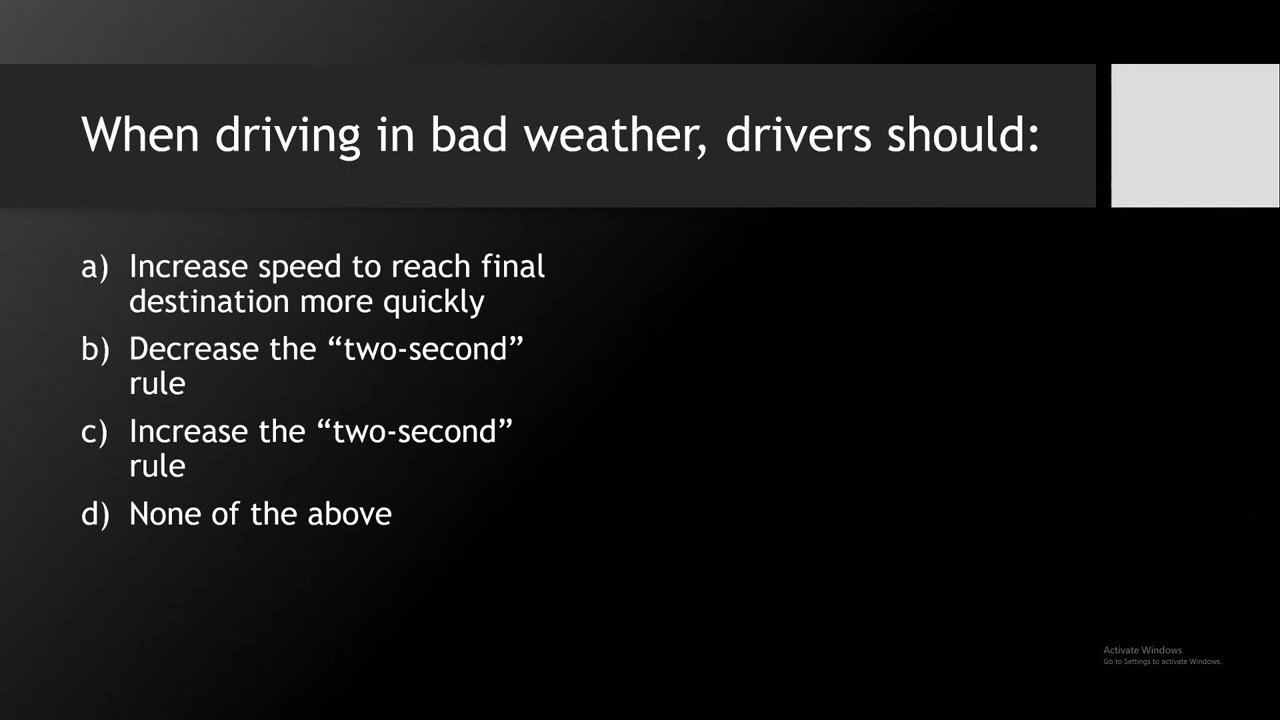 When driving in bad weather, drivers should:
a) Increase speed to reach final
destination more quickly
b) Decrease the “two-second”
rule
c) Increase the “two-second”
rule
d) None of the above
Activate Windows
Go to Settings to activate Windows.